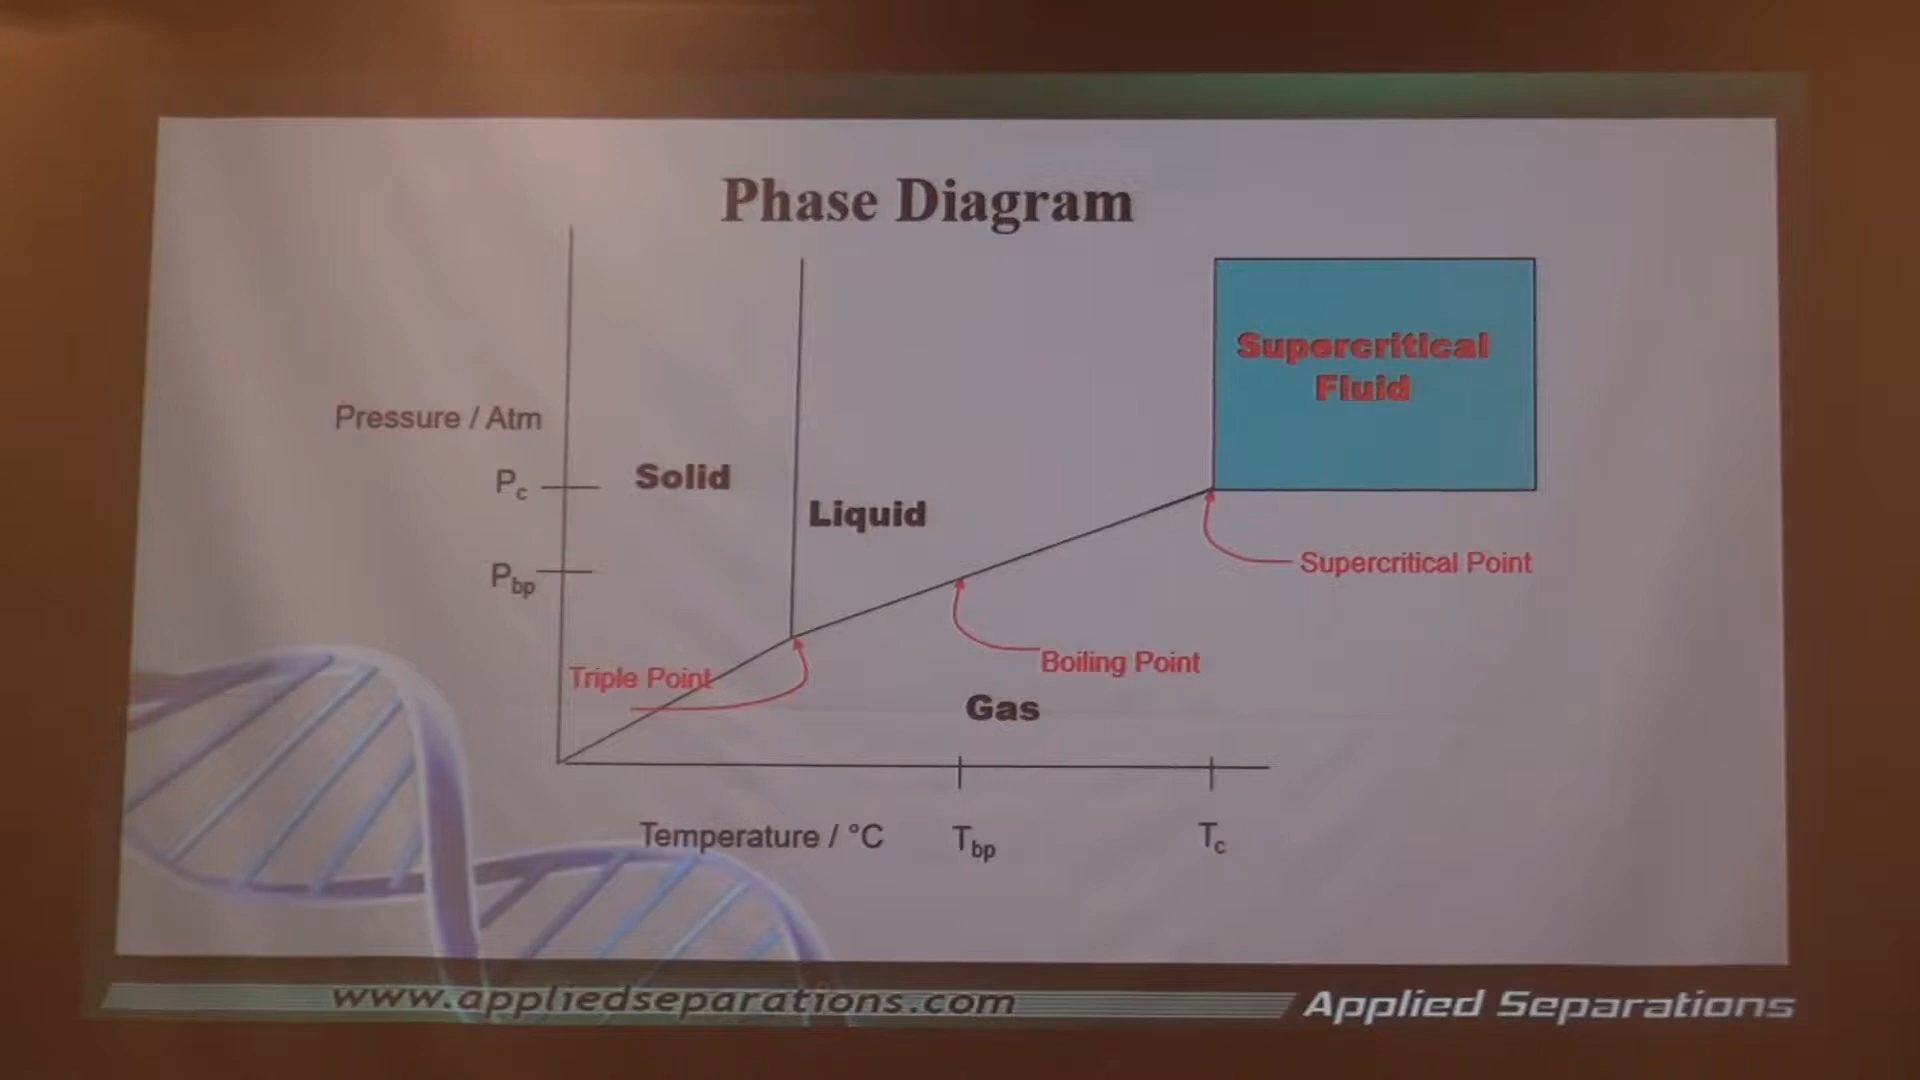 Phase Diagram
Supercritical
Fluid
Pressure / Atm
Solid
Pc
Liquid
Supercritical Point
Pbp
Boiling Point
Triple Point
Gas
Temperature / °C
Tbp
Tc
www.appliedseparations.com
Applied Separations